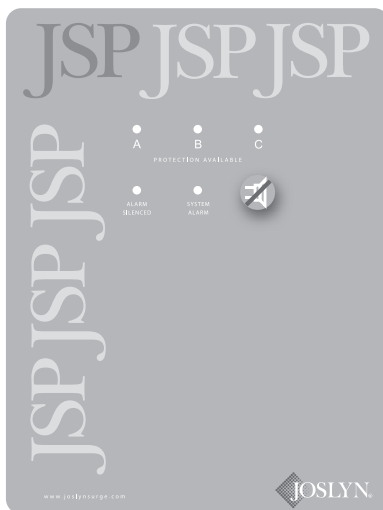 JSP JSP JSP
JSP JSP JSP
A B C
PROTECTION AVAILABLE
ALARM SILENCED
SYSTEM ALARM
www.joslynsurge.com
JOSLYN®